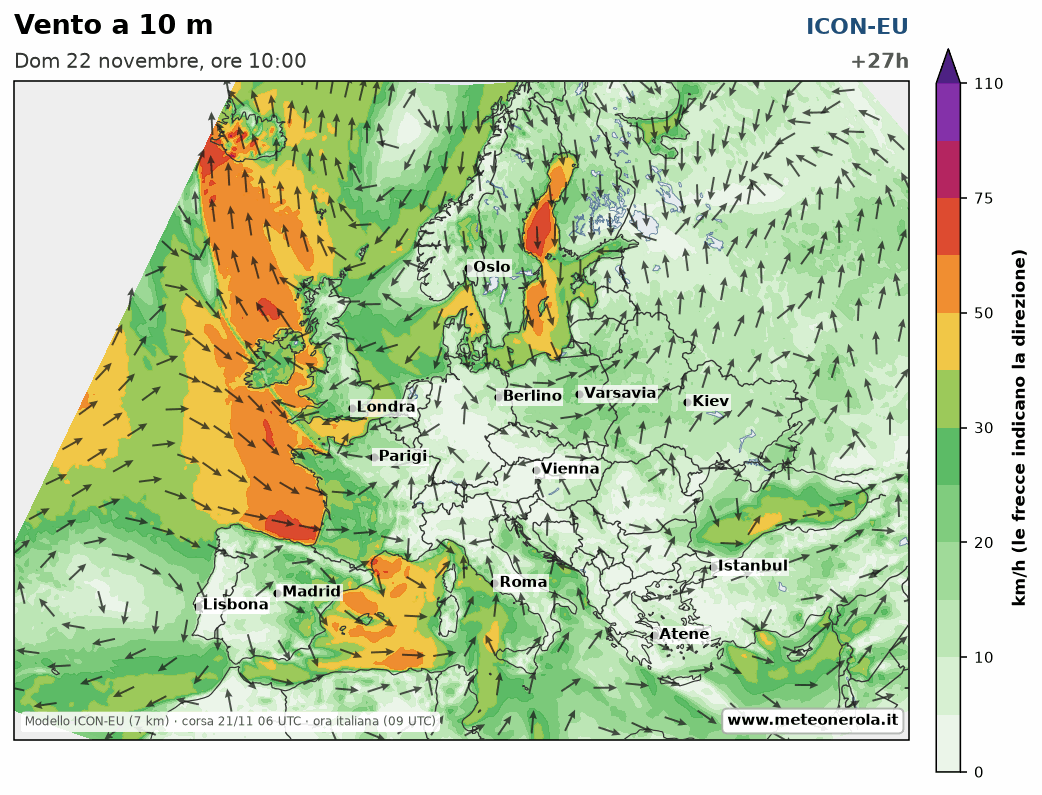 Vento a 10 m
ICON-EU
Dom 22 novembre, ore 10:00
+27h
110
75
50
30
20
10
0
km/h (le frecce indicano la direzione)
Oslo
Londra
Berlino
Varsavia
Kiev
Parigi
Vienna
Istanbul
Roma
Madrid
Lisbona
Atene
Modello ICON-EU (7 km) · corsa 21/11 06 UTC · ora italiana (09 UTC)
www.meteonerola.it